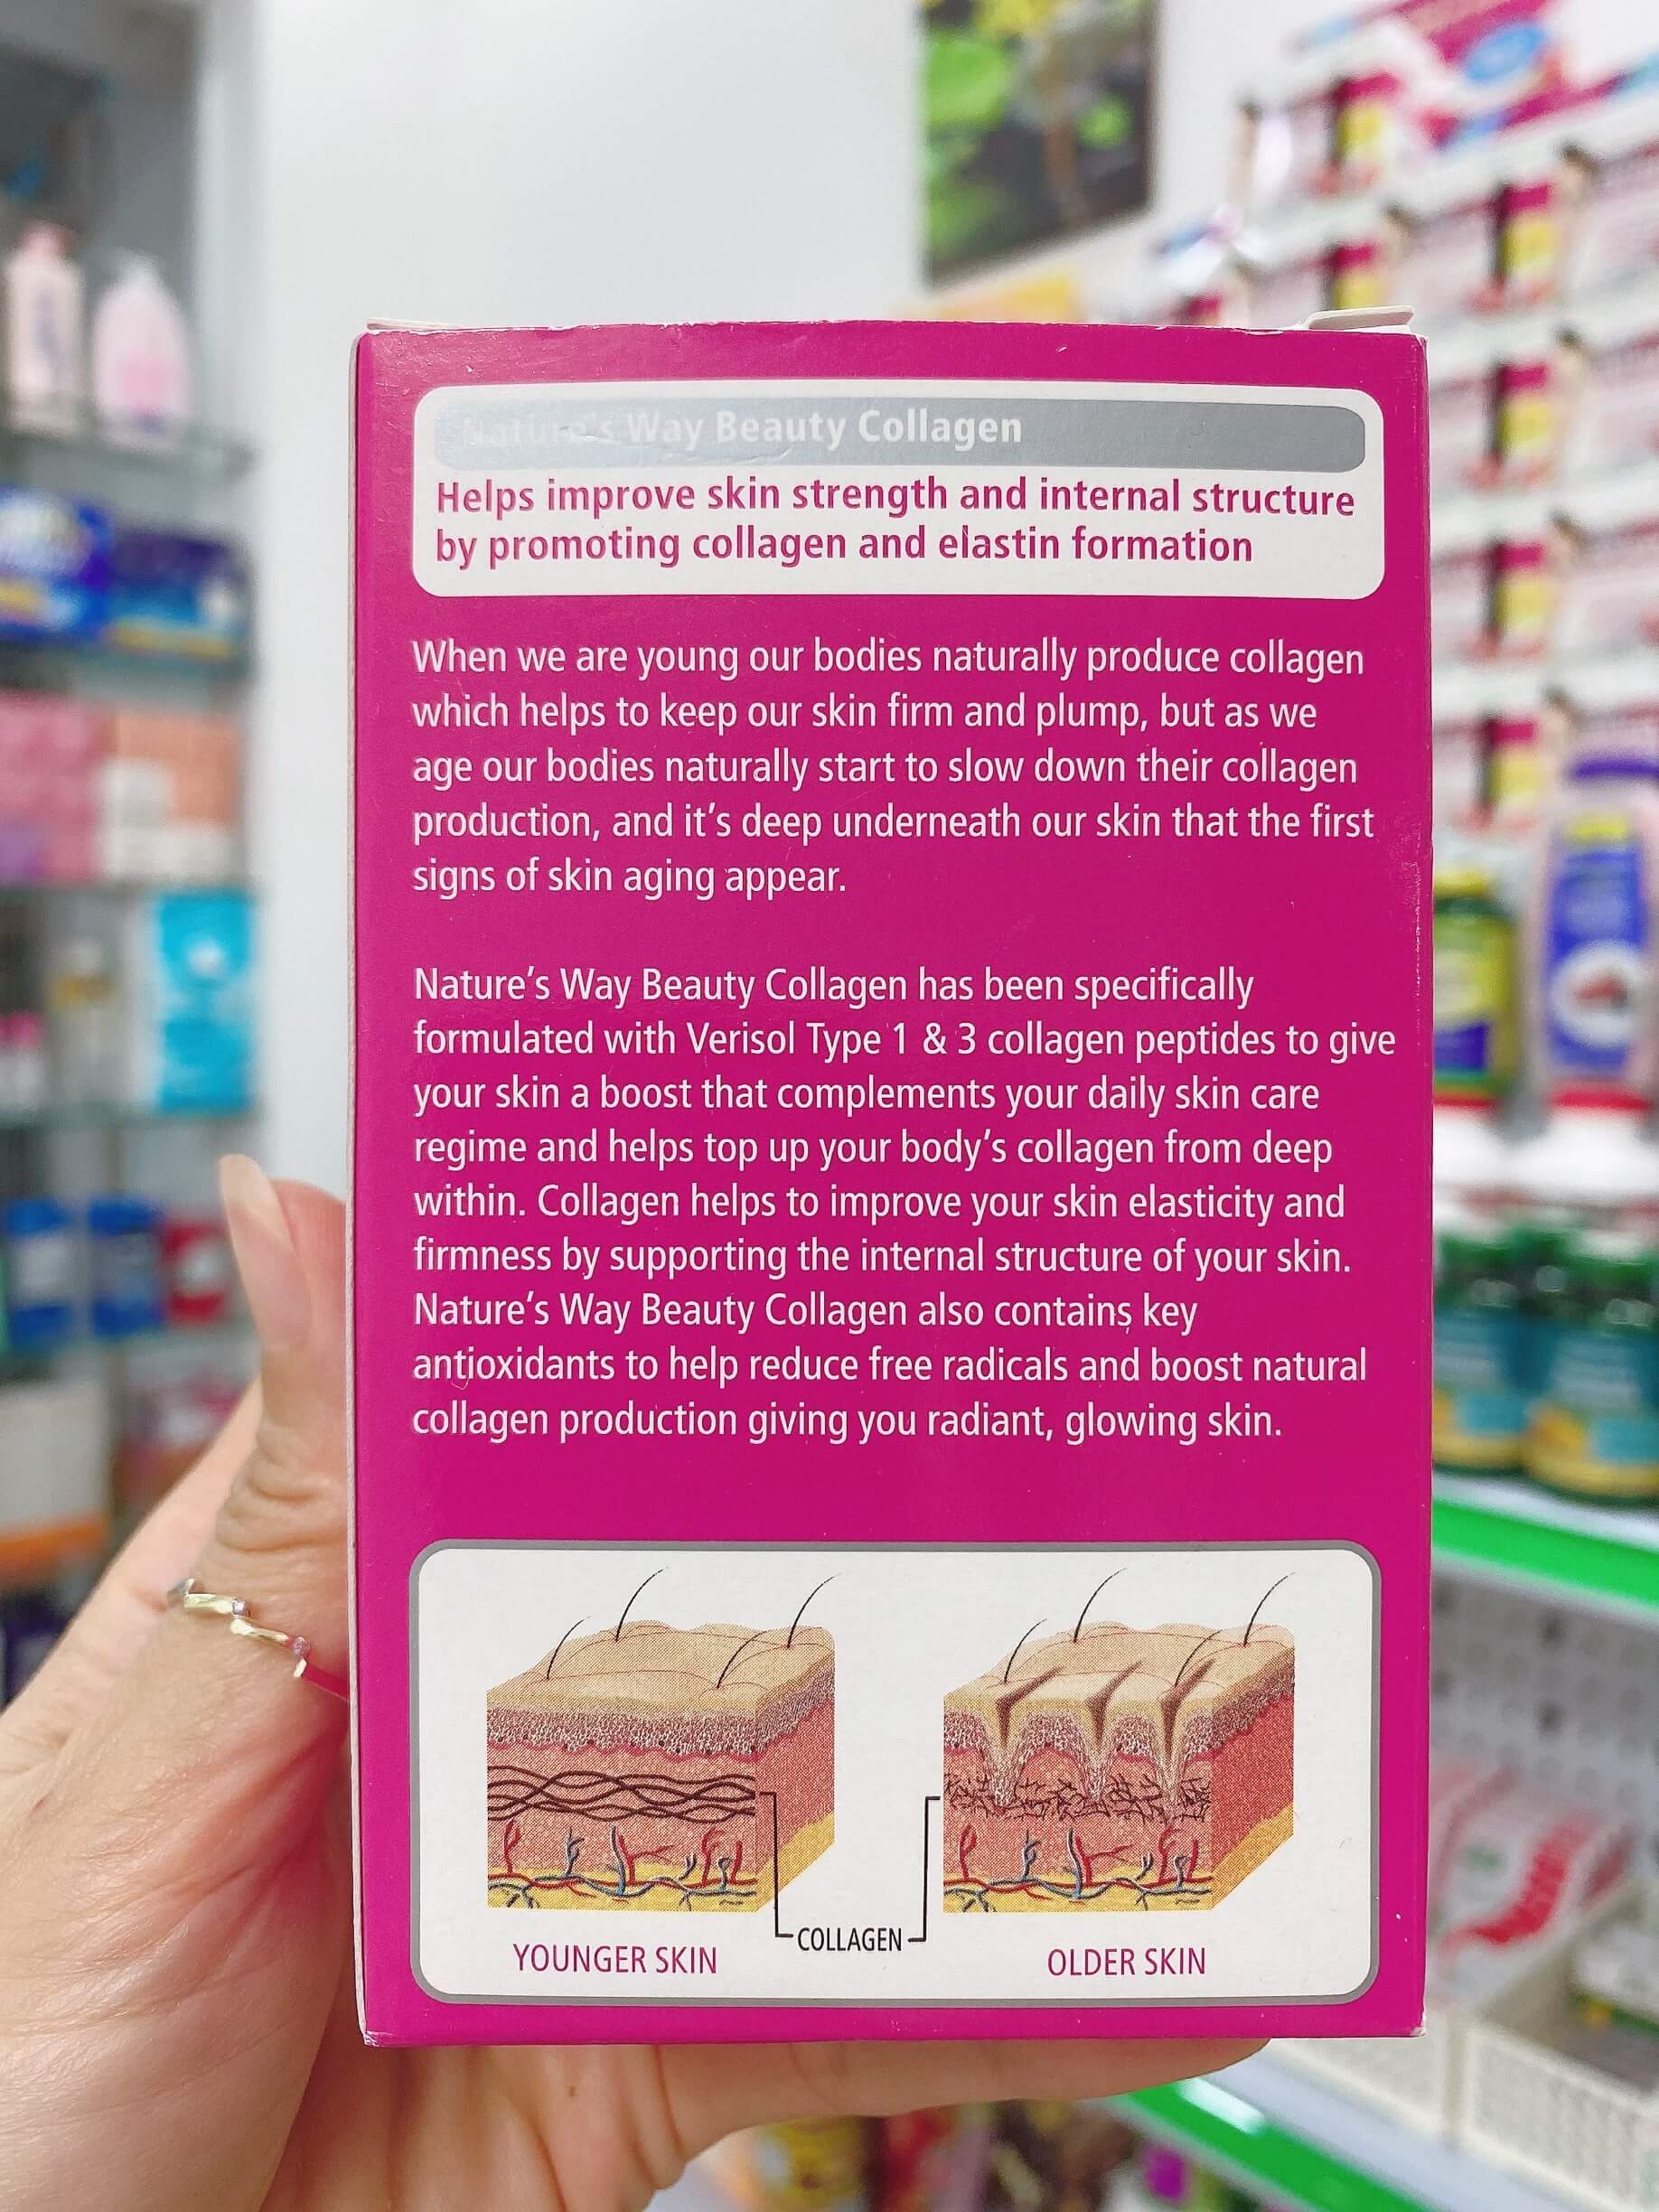 Nature's Way Beauty Collagen
Helps improve skin strength and internal structure
by promoting collagen and elastin formation
When we are young our bodies naturally produce collagen
which helps to keep our skin firm and plump, but as we
age our bodies naturally start to slow down their collagen
production, and it's deep underneath our skin that the first
signs of skin aging appear.
Nature's Way Beauty Collagen has been specifically
formulated with Verisol Type 1 & 3 collagen peptides to give
your skin a boost that complements your daily skin care
regime and helps top up your body's collagen from deep
within. Collagen helps to improve your skin elasticity and
firmness by supporting the internal structure of your skin.
Nature's Way Beauty Collagen also contains key
antioxidants to help reduce free radicals and boost natural
collagen production giving you radiant, glowing skin.
COLLAGEN
YOUNGER SKIN
OLDER SKIN